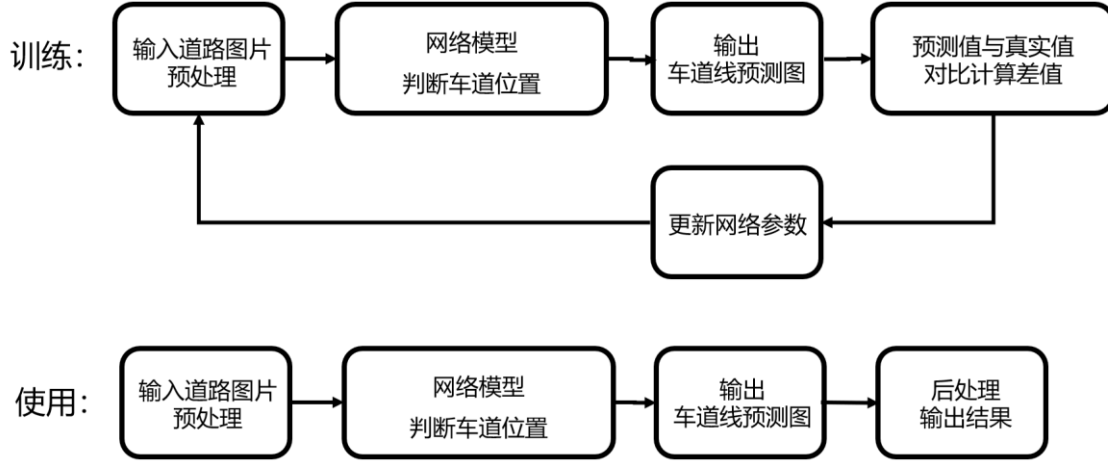 训练：
输入道路图片
预处理
网络模型
判断车道位置
输出
车道线预测图
预测值与真实值
对比计算差值
更新网络参数
使用：
输入道路图片
预处理
网络模型
判断车道位置
输出
车道线预测图
后处理
输出结果